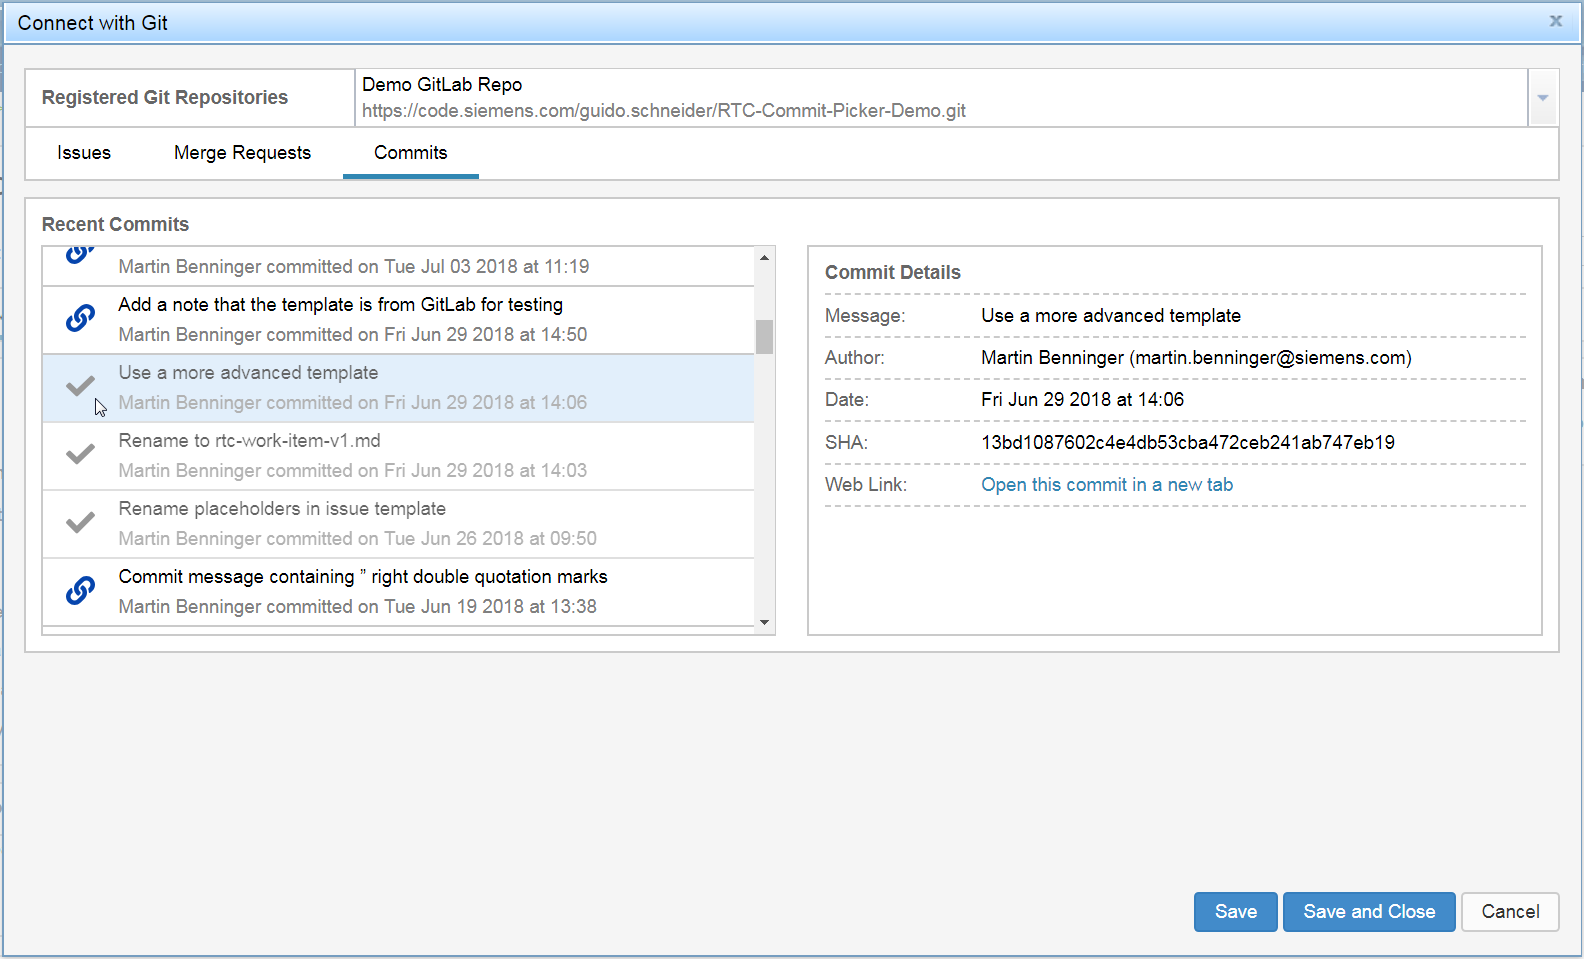 Connect with Git
Registered Git Repositories
Demo GitLab Repo
https://code.siemens.com/guido.schneider/RTC-Commit-Picker-Demo.git
Issues
Merge Requests
Commits
Recent Commits
Martin Benninger committed on Tue Jul 03 2018 at 11:19
Add a note that the template is from GitLab for testing
Martin Benninger committed on Fri Jun 29 2018 at 14:50
Use a more advanced template
Martin Benninger committed on Fri Jun 29 2018 at 14:06
Rename to rtc-work-item-v1.md
Martin Benninger committed on Fri Jun 29 2018 at 14:03
Rename placeholders in issue template
Martin Benninger committed on Tue Jun 26 2018 at 09:50
Commit message containing ” right double quotation marks
Martin Benninger committed on Tue Jun 19 2018 at 13:38
Commit Details
Message: Use a more advanced template
Author: Martin Benninger (martin.benninger@siemens.com)
Date: Fri Jun 29 2018 at 14:06
SHA: 13bd1087602c4e4db53cba472ceb241ab747eb19
Web Link: Open this commit in a new tab
Save
Save and Close
Cancel